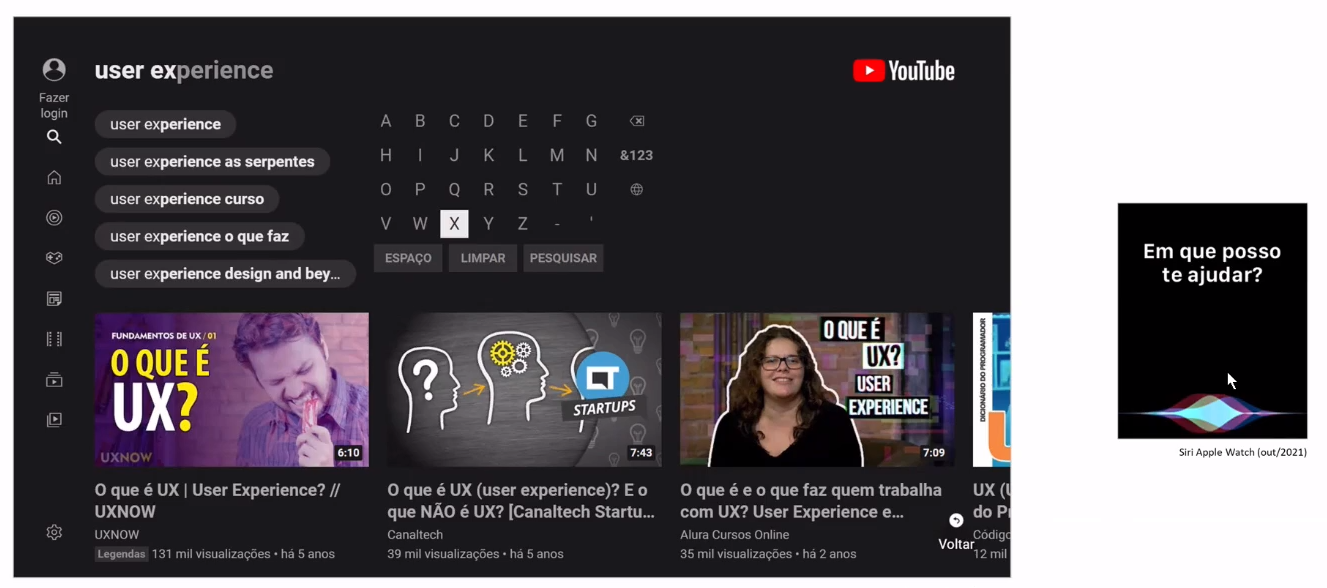 user experience
YouTube
Fazer
login
user experience
user experience as serpentes
user experience curso
user experience o que faz
user experience design and bey...
A B C D E F G
H I J K L M N &123
O P Q R S T U
V W X Y Z - '
ESPAÇO LIMPAR PESQUISAR
FUNDAMENTOS DE UX / 01
O QUE É
UX?
UXNOW
6:10
O que é UX | User Experience? //
UXNOW
UXNOW
Legendas 131 mil visualizações • há 5 anos
?
STARTUPS
7:43
O que é UX (user experience)? E o
que NÃO é UX? [Canaltech Startu...
Canaltech
39 mil visualizações • há 5 anos
O QUE É
UX?
USER
EXPERIENCE
7:09
O que é e o que faz quem trabalha
com UX? User Experience e...
Alura Cursos Online
35 mil visualizações • há 2 anos
DICIONÁRIO DO PROGRAMADOR
UX (U
do Pr
Código
12 mil
Voltar
Em que posso
te ajudar?
Siri Apple Watch (out/2021)